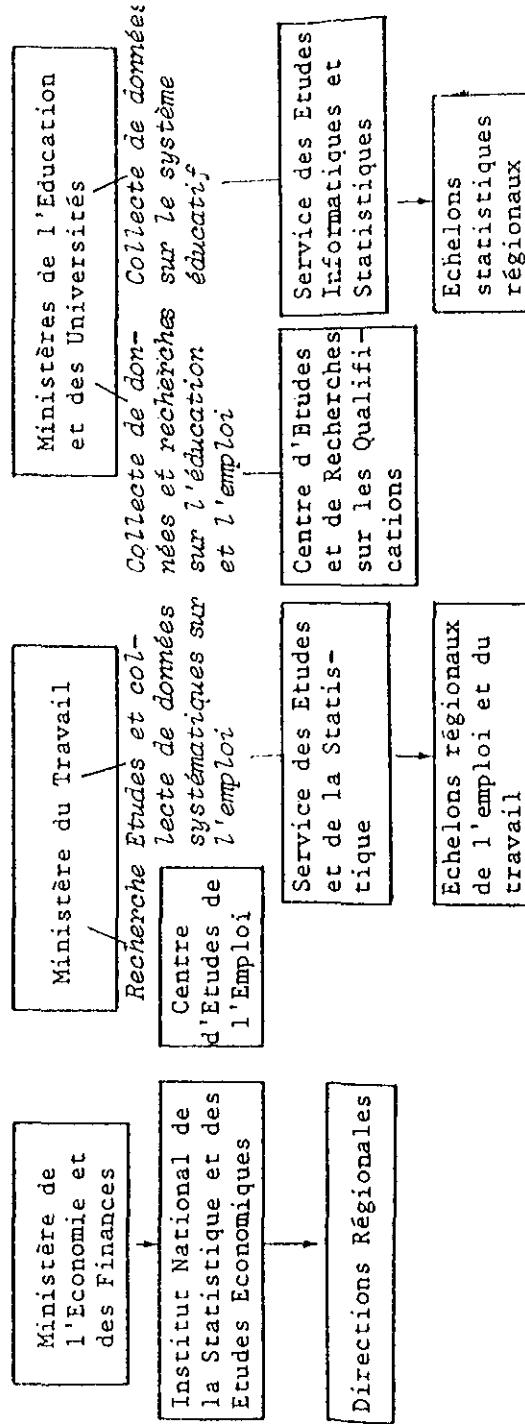 Ministère de
l'Economie et
des Finances
Institut National de
la Statistique et des
Etudes Economiques
Directions Régionales
Ministère du Travail
Recherche
Etudes et col-
lecte de données
systématiques sur
l'emploi
Centre
d'Etudes de
l'Emploi
Service des Etudes
et de la Statis-
tique
Echelons régionaux
de l'emploi et du
travail
Ministères de l'Education
et des Universités
Collecte de don-
nées et recherches
sur l'éducation
et l'emploi
Collecte de données
sur le système
éducatif
Centre d'Etudes
et de Recherches
sur les Qualifi-
cations
Service des Etudes
Informatiques et
Statistiques
Echelons
statistiques
régionaux